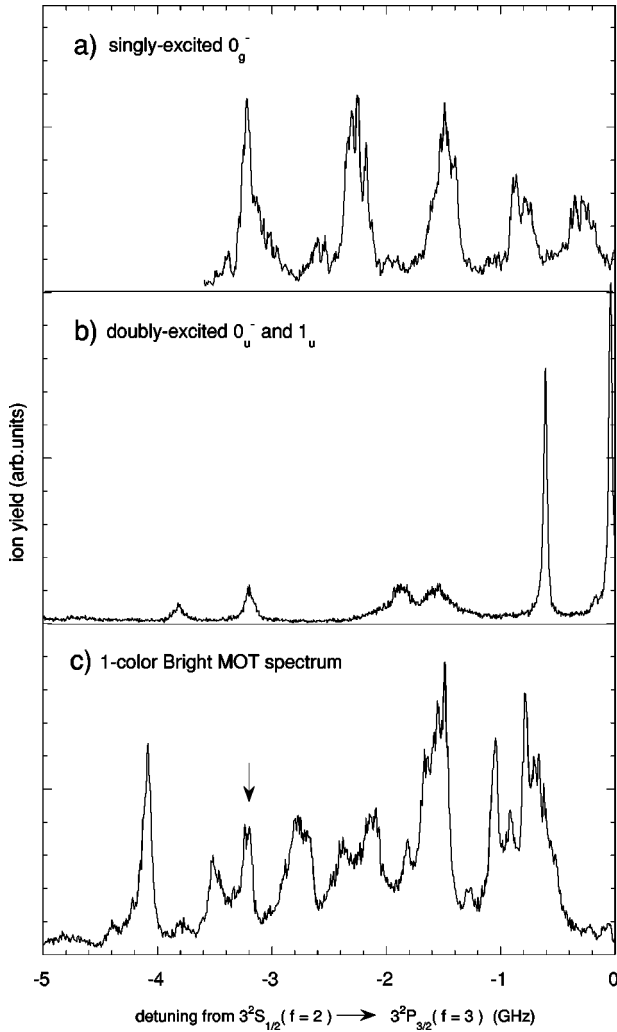 a) singly-excited 0g-
b) doubly-excited 0u- and 1u
ion yield (arb.units)
c) 1-color Bright MOT spectrum
-5 -4 -3 -2 -1 0
detuning from 3²S1/2( f = 2 ) ⟶ 3²P3/2( f = 3 ) (GHz)